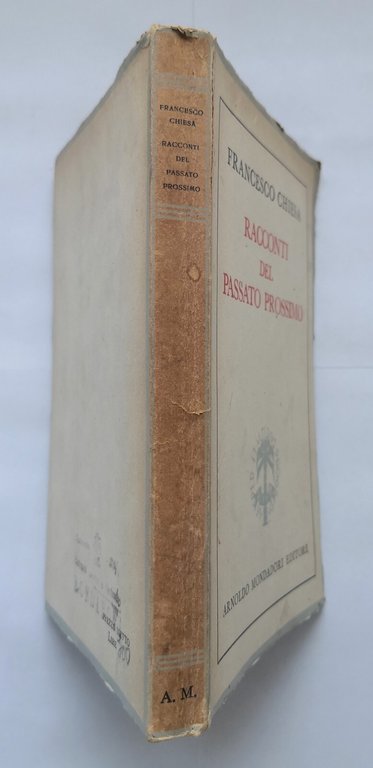 FRANCESCO
CHIESA
RACCONTI
DEL
PASSATO
PROSSIMO
A. M.
FRANCESCO CHIESA
RACCONTI
DEL
PASSATO PROSSIMO
ARNOLDO MONDADORI EDITORE